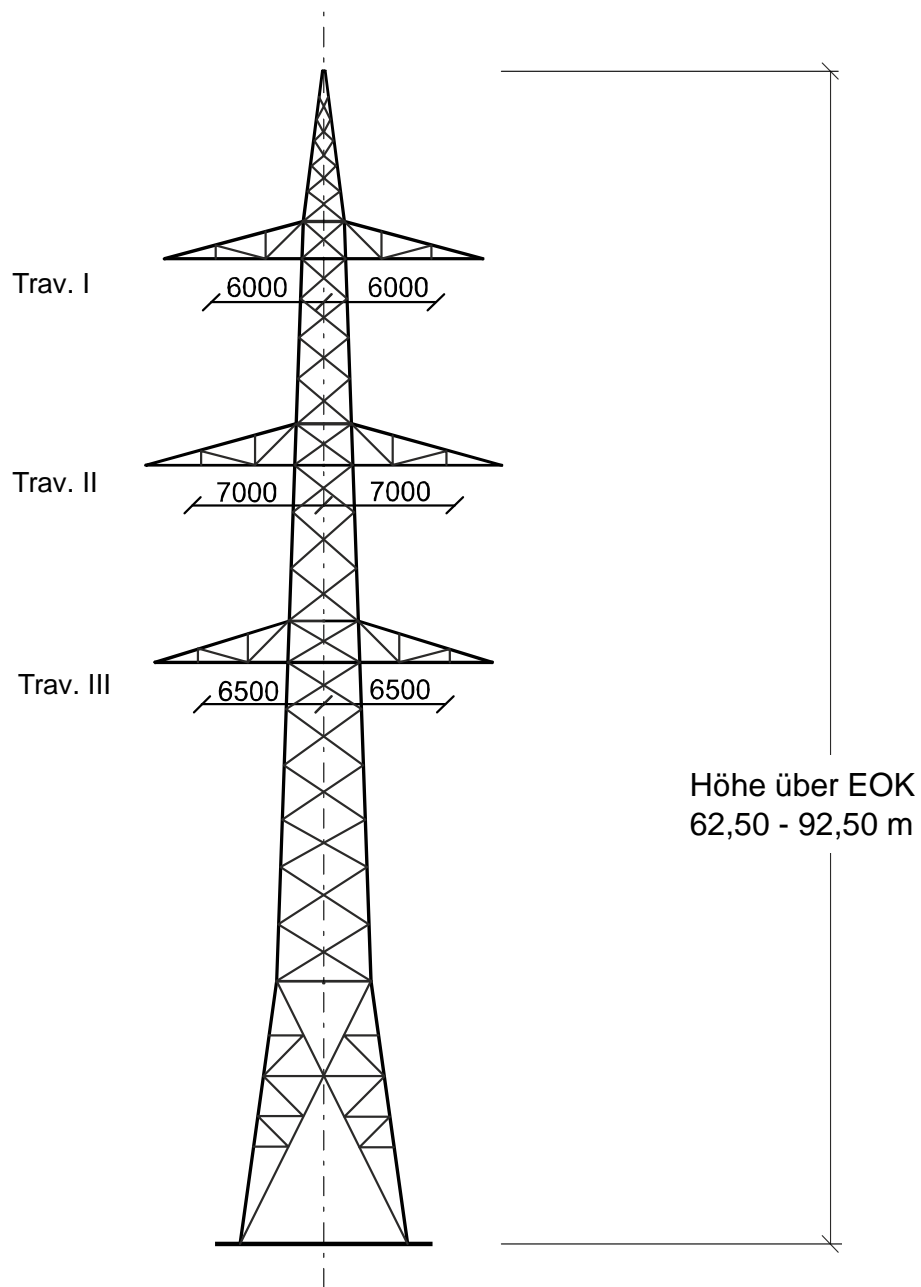 Trav. I
6000 6000
Trav. II
7000 7000
Trav. III
6500 6500
Höhe über EOK
62,50 - 92,50 m